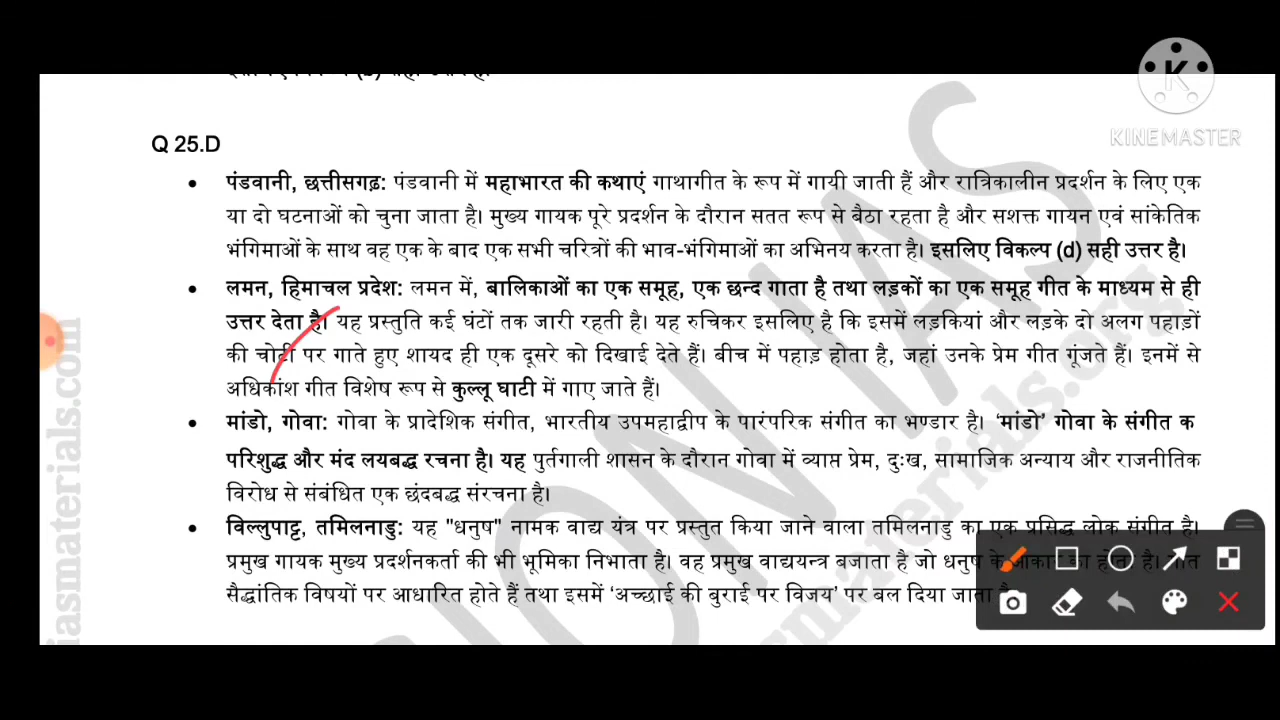 KINEMASTER
Q 25.D
• पंडवानी, छत्तीसगढ़: पंडवानी में महाभारत की कथाएं गाथागीत के रूप में गायी जाती हैं और रात्रिकालीन प्रदर्शन के लिए एक
या दो घटनाओं को चुना जाता है। मुख्य गायक पूरे प्रदर्शन के दौरान सतत रूप से बैठा रहता है और सशक्त गायन एवं सांकेतिक
भंगिमाओं के साथ वह एक के बाद एक सभी चरित्रों की भाव-भंगिमाओं का अभिनय करता है। इसलिए विकल्प (d) सही उत्तर है।
• लमन, हिमाचल प्रदेश: लमन में, बालिकाओं का एक समूह, एक छन्द गाता है तथा लड़कों का एक समूह गीत के माध्यम से ही
उत्तर देता है। यह प्रस्तुति कई घंटों तक जारी रहती है। यह रुचिकर इसलिए है कि इसमें लड़कियां और लड़के दो अलग पहाड़ों
की चोटी पर गाते हुए शायद ही एक दूसरे को दिखाई देते हैं। बीच में पहाड़ होता है, जहां उनके प्रेम गीत गूंजते हैं। इनमें से
अधिकांश गीत विशेष रूप से कुल्लू घाटी में गाए जाते हैं।
• मांडो, गोवा: गोवा के प्रादेशिक संगीत, भारतीय उपमहाद्वीप के पारंपरिक संगीत का भण्डार है। 'मांडो' गोवा के संगीत क
परिशुद्ध और मंद लयबद्ध रचना है। यह पुर्तगाली शासन के दौरान गोवा में व्याप्त प्रेम, दुःख, सामाजिक अन्याय और राजनीतिक
विरोध से संबंधित एक छंदबद्ध संरचना है।
• विल्लुपाट्ट, तमिलनाडु: यह "धनुष" नामक वाद्य यंत्र पर प्रस्तुत किया जाने वाला तमिलनाडु का एक प्रसिद्ध लोक संगीत है।
प्रमुख गायक मुख्य प्रदर्शनकर्ता की भी भूमिका निभाता है। वह प्रमुख वाद्ययन्त्र बजाता है जो धनुष के आकार का होता है।
सैद्धांतिक विषयों पर आधारित होते हैं तथा इसमें 'अच्छाई की बुराई पर विजय' पर बल दिया जाता